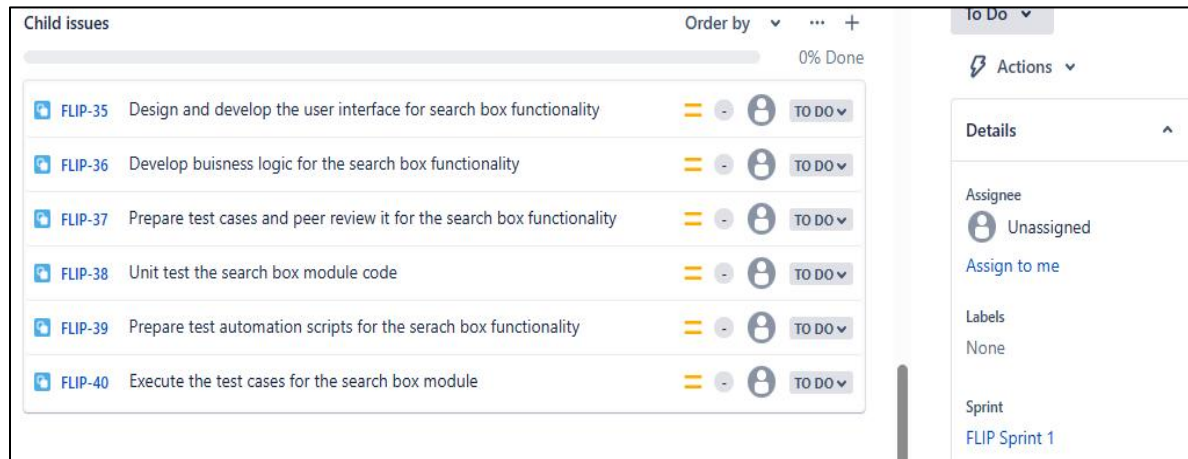 Child issues
Order by
0% Done
FLIP-35 Design and develop the user interface for search box functionality - TO DO
FLIP-36 Develop buisness logic for the search box functionality - TO DO
FLIP-37 Prepare test cases and peer review it for the search box functionality - TO DO
FLIP-38 Unit test the search box module code - TO DO
FLIP-39 Prepare test automation scripts for the serach box functionality - TO DO
FLIP-40 Execute the test cases for the search box module - TO DO
To Do
Actions
Details
Assignee
Unassigned
Assign to me
Labels
None
Sprint
FLIP Sprint 1